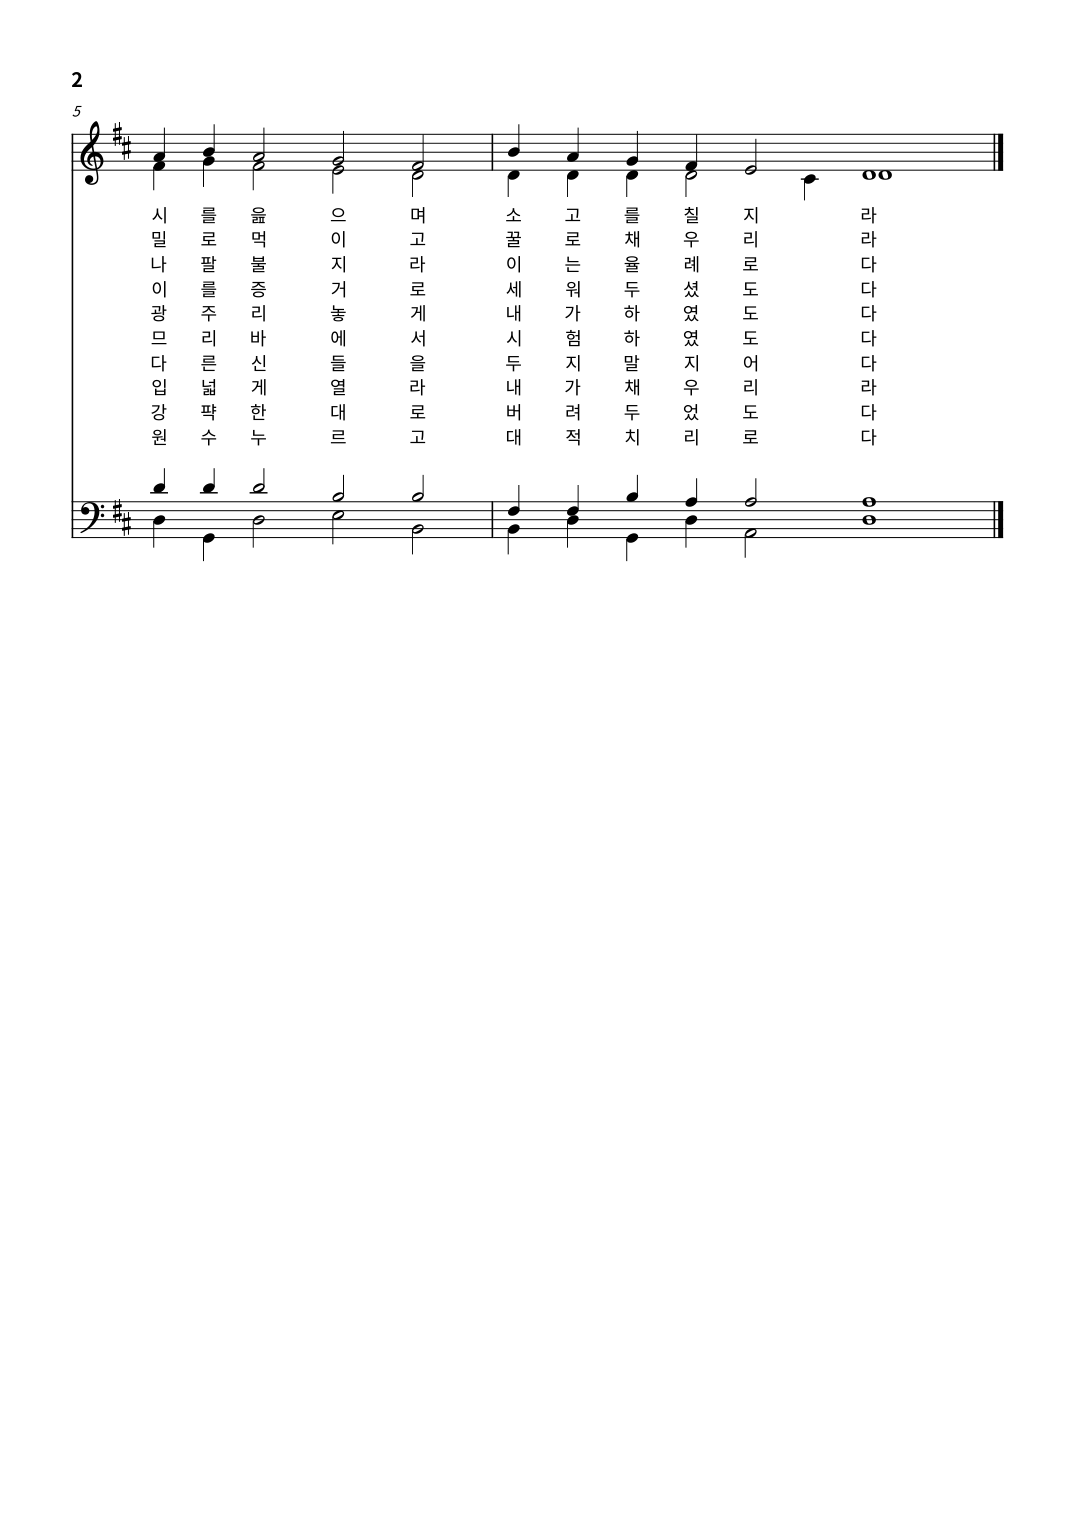 2
5
시 를 읊 으 며 소 고 를 칠 지 라
밀 로 먹 이 고 꿀 로 채 우 리 라
나 팔 불 지 라 이 는 율 례 로 다
이 를 증 거 로 세 워 두 셨 도 다
광 주 리 놓 게 내 가 하 였 도 다
므 리 바 에 서 시 험 하 였 도 다
다 른 신 들 을 두 지 말 지 어 다
입 넓 게 열 라 내 가 채 우 리 라
강 퍅 한 대 로 버 려 두 었 도 다
원 수 누 르 고 대 적 치 리 로 다